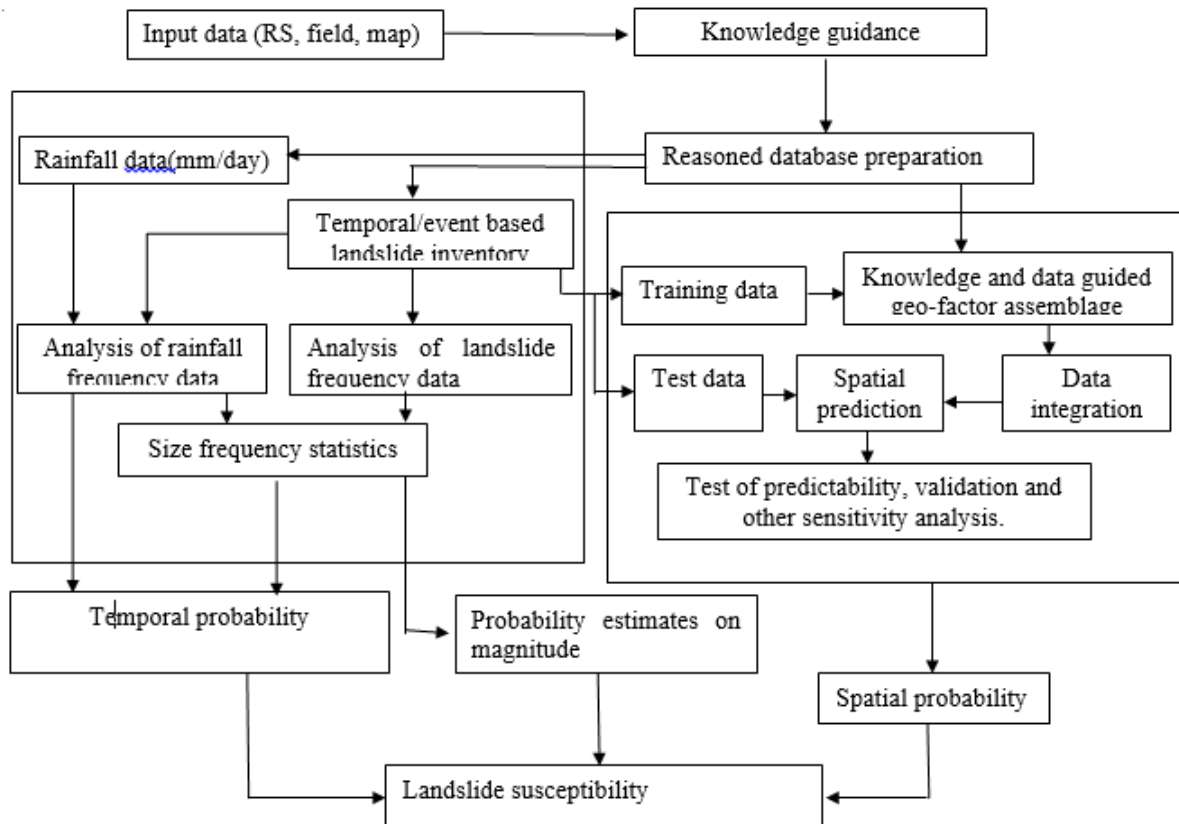 Input data (RS, field, map)
Knowledge guidance
Rainfall data(mm/day)
Reasoned database preparation
Temporal/event based
landslide inventory
Training data
Knowledge and data guided
geo-factor assemblage
Analysis of rainfall
frequency data
Analysis of landslide
frequency data
Test data
Spatial
prediction
Data
integration
Size frequency statistics
Test of predictability, validation and
other sensitivity analysis.
Temporal probability
Probability estimates on
magnitude
Spatial probability
Landslide susceptibility